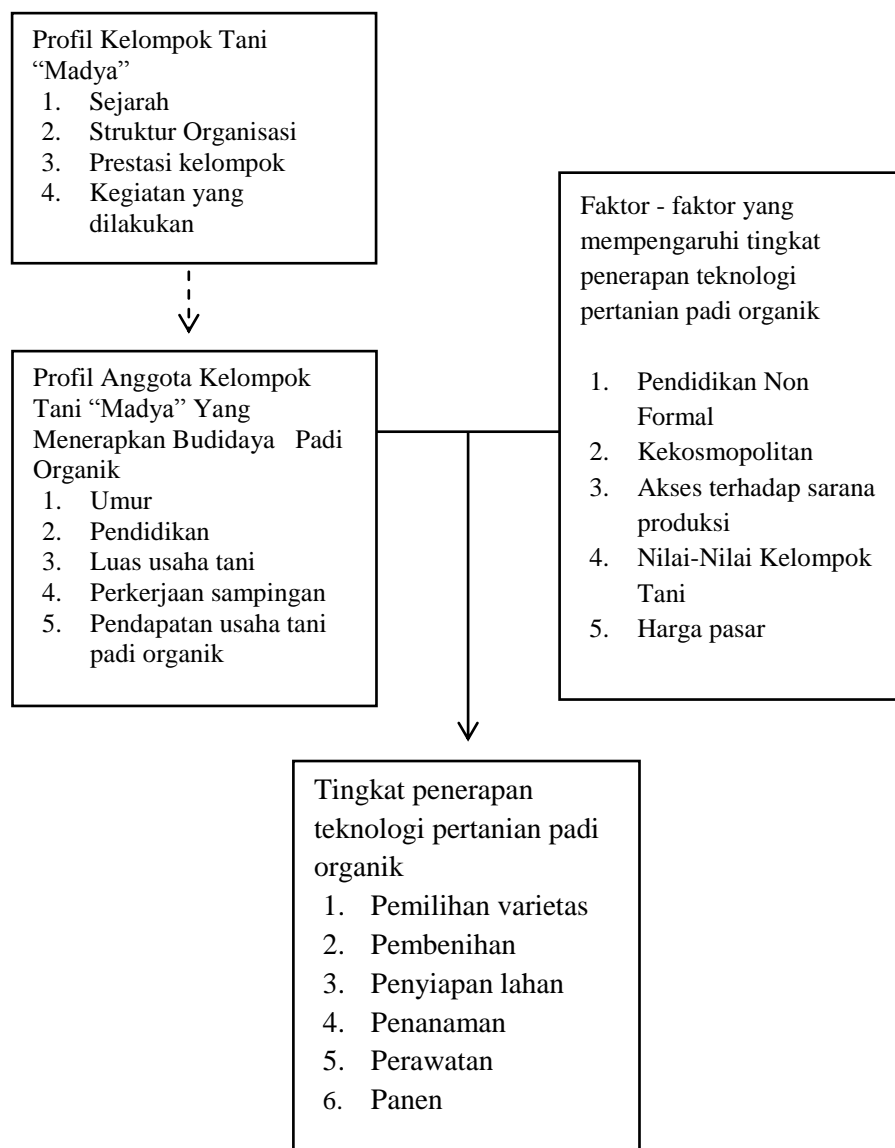 Profil Kelompok Tani
“Madya”
1. Sejarah
2. Struktur Organisasi
3. Prestasi kelompok
4. Kegiatan yang
dilakukan
Profil Anggota Kelompok
Tani “Madya” Yang
Menerapkan Budidaya Padi
Organik
1. Umur
2. Pendidikan
3. Luas usaha tani
4. Perkerjaan sampingan
5. Pendapatan usaha tani
padi organik
Faktor - faktor yang
mempengaruhi tingkat
penerapan teknologi
pertanian padi organik
1. Pendidikan Non
Formal
2. Kekosmopolitan
3. Akses terhadap sarana
produksi
4. Nilai-Nilai Kelompok
Tani
5. Harga pasar
Tingkat penerapan
teknologi pertanian padi
organik
1. Pemilihan varietas
2. Pembenihan
3. Penyiapan lahan
4. Penanaman
5. Perawatan
6. Panen